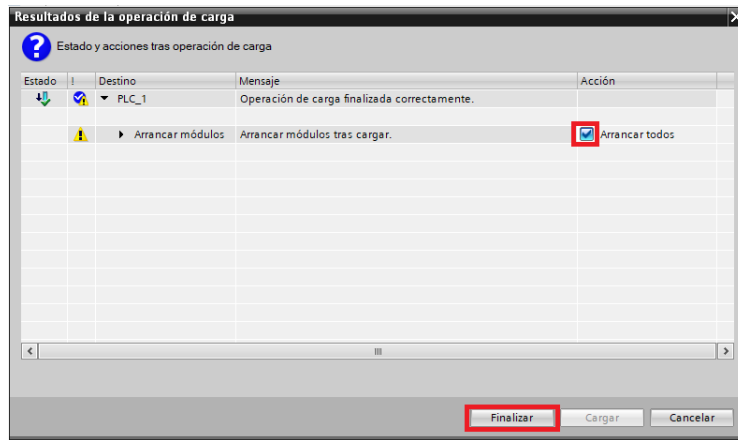 Resultados de la operación de carga
Estado y acciones tras operación de carga
Estado ! Destino Mensaje Acción
PLC_1 Operación de carga finalizada correctamente.
Arrancar módulos Arrancar módulos tras cargar. Arrancar todos
Finalizar Cargar Cancelar